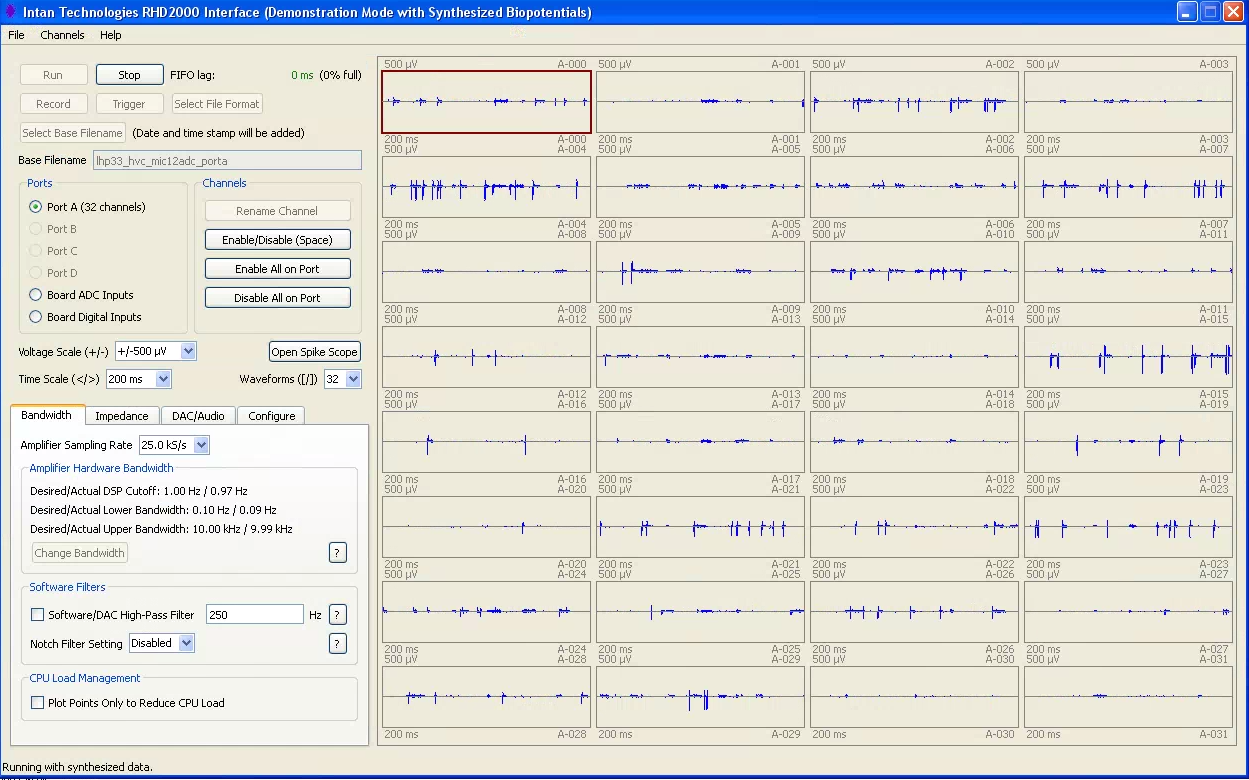 Intan Technologies RHD2000 Interface (Demonstration Mode with Synthesized Biopotentials)
File Channels Help
Run Stop FIFO lag: 0 ms (0% full)
Record Trigger Select File Format
Select Base Filename (Date and time stamp will be added)
Base Filename lhp33_hvc_mic12adc_porta
Ports
Port A (32 channels)
Port B
Port C
Port D
Board ADC Inputs
Board Digital Inputs
Channels
Rename Channel
Enable/Disable (Space)
Enable All on Port
Disable All on Port
Voltage Scale (+/-) +/-500 µV Open Spike Scope
Time Scale (</>) 200 ms Waveforms ([/]) 32
Bandwidth Impedance DAC/Audio Configure
Amplifier Sampling Rate 25.0 kS/s
Amplifier Hardware Bandwidth
Desired/Actual DSP Cutoff: 1.00 Hz / 0.97 Hz
Desired/Actual Lower Bandwidth: 0.10 Hz / 0.09 Hz
Desired/Actual Upper Bandwidth: 10.00 kHz / 9.99 kHz
Change Bandwidth ?
Software Filters
Software/DAC High-Pass Filter 250 Hz ?
Notch Filter Setting Disabled ?
CPU Load Management
Plot Points Only to Reduce CPU Load
500 µV A-000 500 µV A-001 500 µV A-002 500 µV A-003
200 ms A-000 200 ms A-001 200 ms A-002 200 ms A-003
500 µV A-004 500 µV A-005 500 µV A-006 500 µV A-007
200 ms A-004 200 ms A-005 200 ms A-006 200 ms A-007
500 µV A-008 500 µV A-009 500 µV A-010 500 µV A-011
200 ms A-008 200 ms A-009 200 ms A-010 200 ms A-011
500 µV A-012 500 µV A-013 500 µV A-014 500 µV A-015
200 ms A-012 200 ms A-013 200 ms A-014 200 ms A-015
500 µV A-016 500 µV A-017 500 µV A-018 500 µV A-019
200 ms A-016 200 ms A-017 200 ms A-018 200 ms A-019
500 µV A-020 500 µV A-021 500 µV A-022 500 µV A-023
200 ms A-020 200 ms A-021 200 ms A-022 200 ms A-023
500 µV A-024 500 µV A-025 500 µV A-026 500 µV A-027
200 ms A-024 200 ms A-025 200 ms A-026 200 ms A-027
500 µV A-028 500 µV A-029 500 µV A-030 500 µV A-031
200 ms A-028 200 ms A-029 200 ms A-030 200 ms A-031
Running with synthesized data.